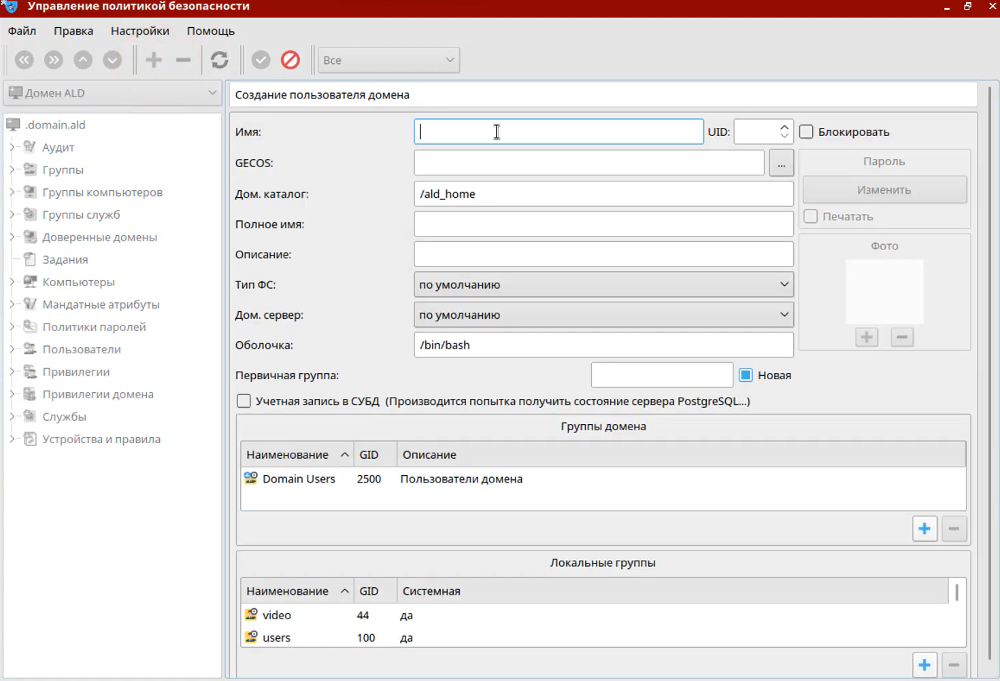 Управление политикой безопасности
Файл Правка Настройки Помощь
Все
Домен ALD
.domain.ald
Аудит
Группы
Группы компьютеров
Группы служб
Доверенные домены
Задания
Компьютеры
Мандатные атрибуты
Политики паролей
Пользователи
Привилегии
Привилегии домена
Службы
Устройства и правила
Создание пользователя домена
Имя: UID: Блокировать
GECOS: ...
Дом. каталог: /ald_home
Полное имя:
Описание:
Тип ФС: по умолчанию
Дом. сервер: по умолчанию
Оболочка: /bin/bash
Первичная группа: Новая
Пароль
Изменить
Печатать
Фото
Учетная запись в СУБД (Производится попытка получить состояние сервера PostgreSQL...)
Группы домена
Наименование GID Описание
Domain Users 2500 Пользователи домена
Локальные группы
Наименование GID Системная
video 44 да
users 100 да